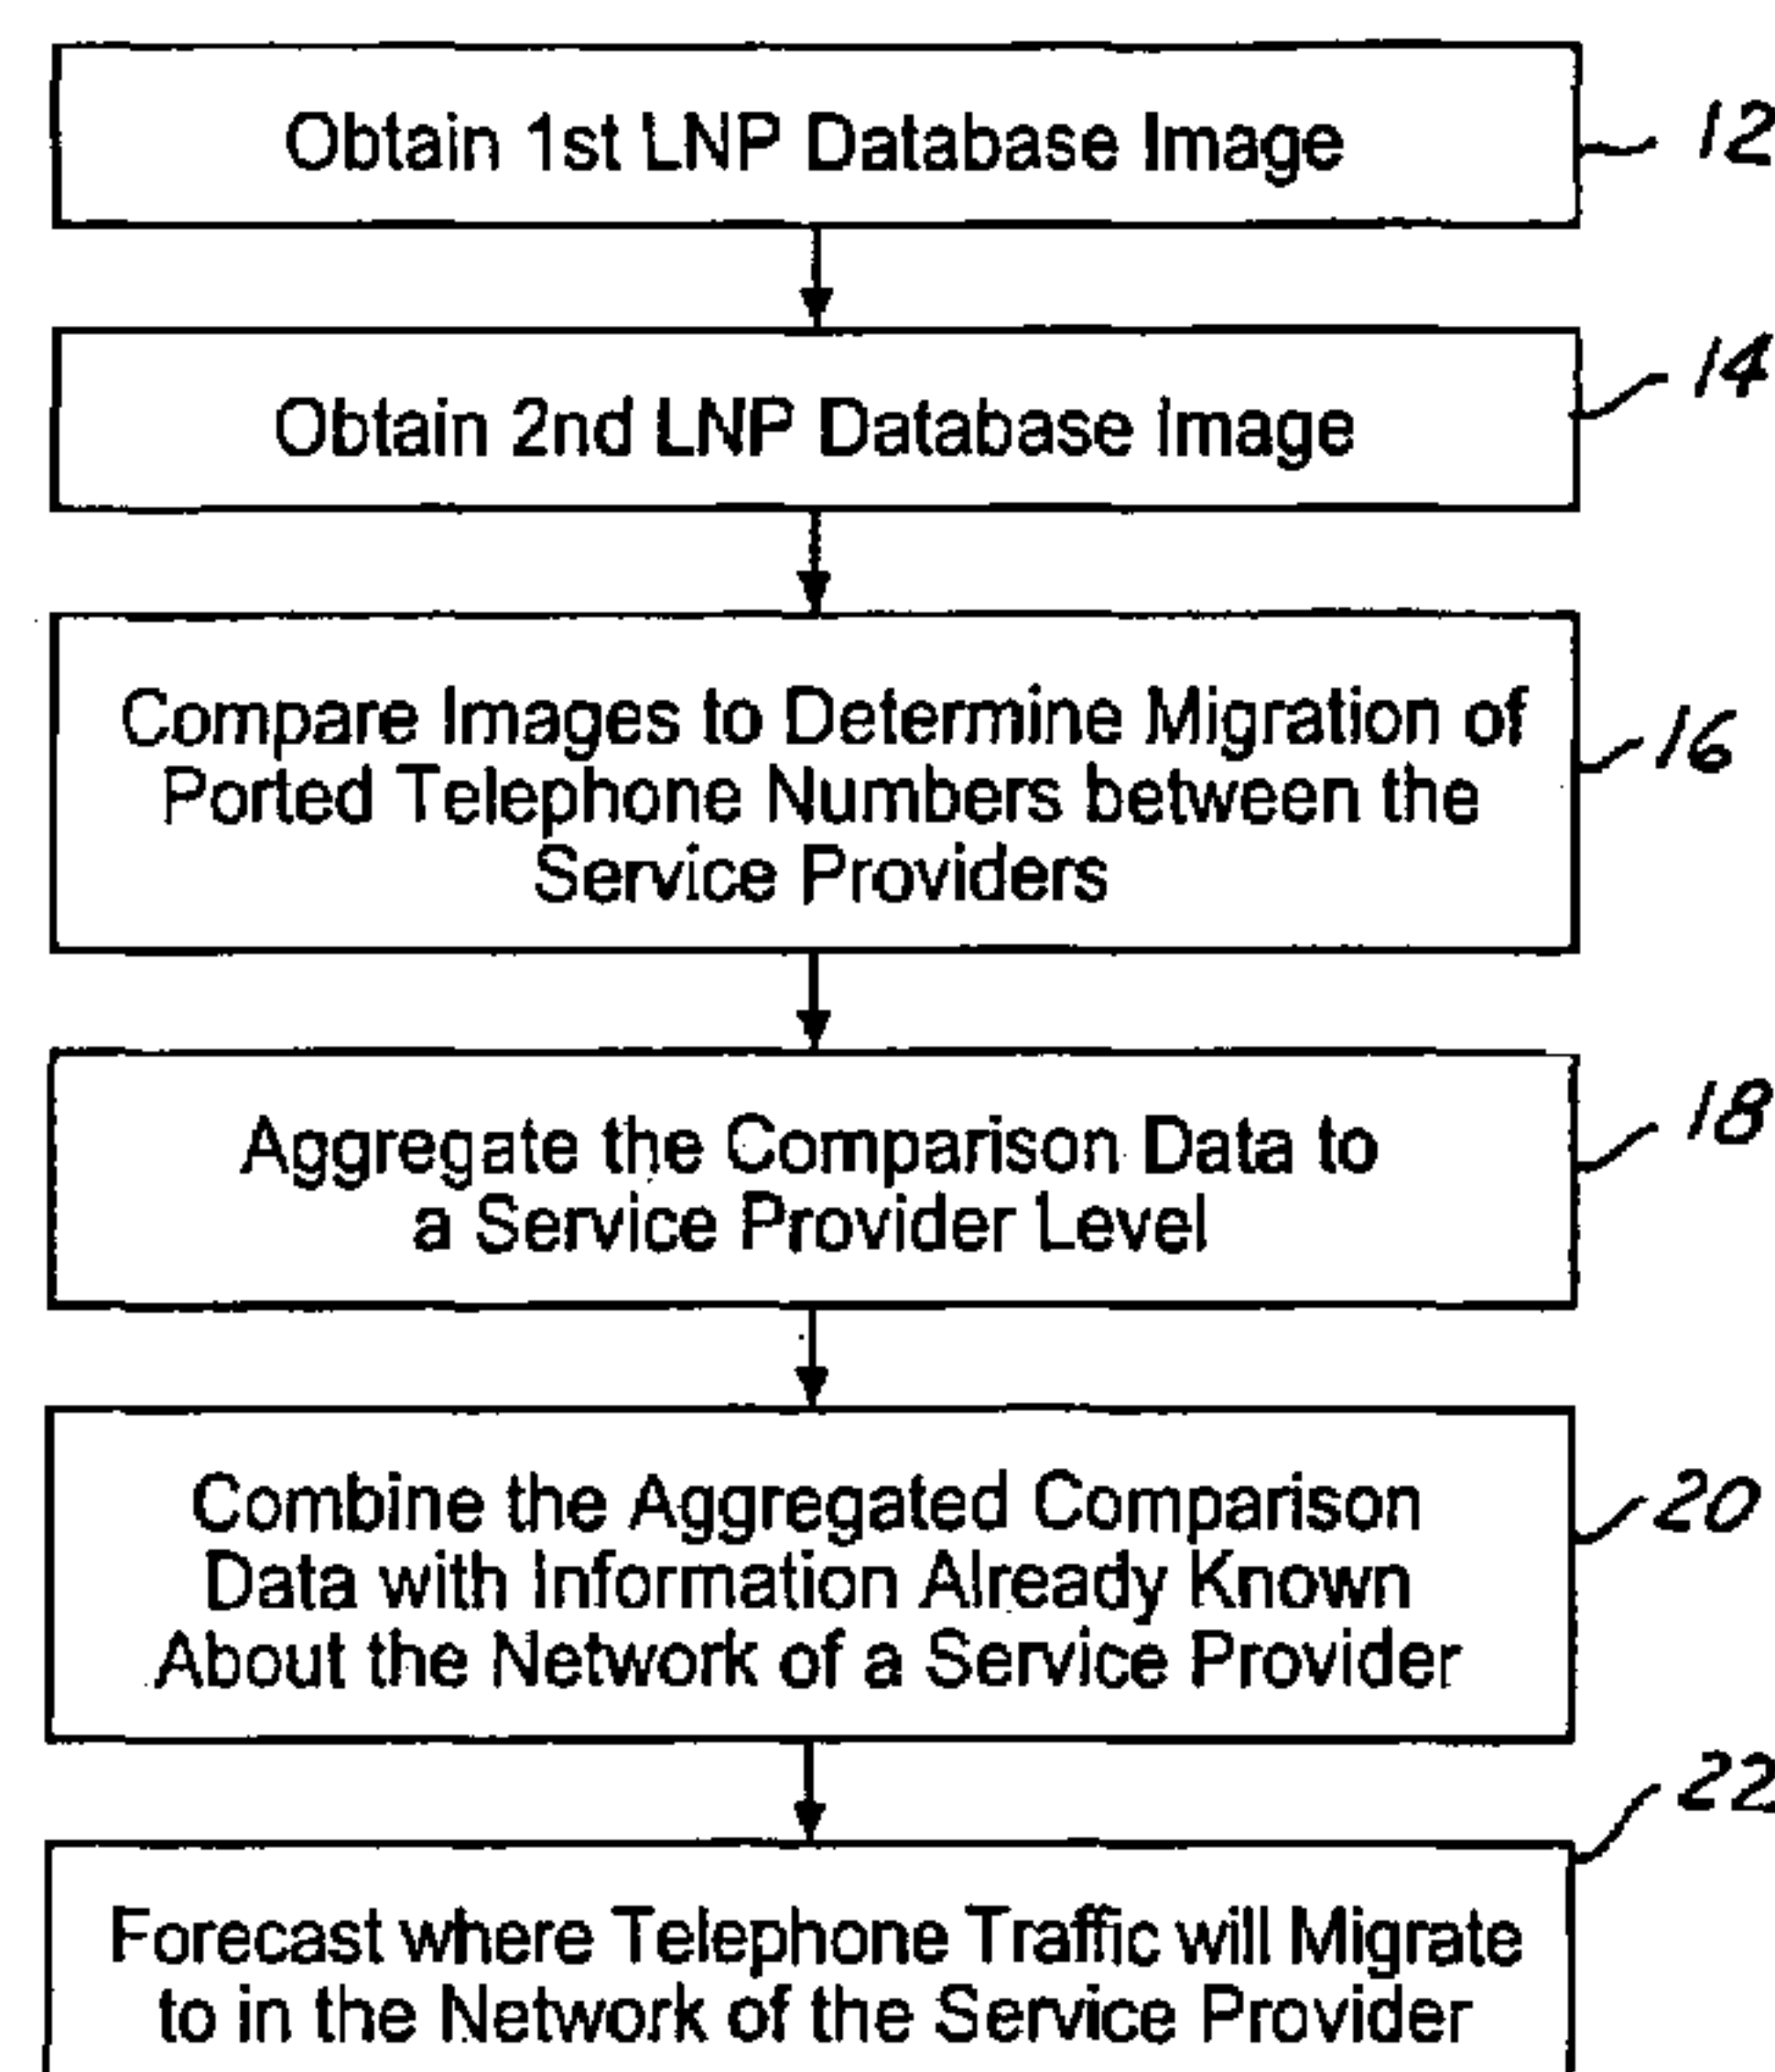 Obtain 1st LNP Database Image
12
Obtain 2nd LNP Database Image
14
Compare Images to Determine Migration of
Ported Telephone Numbers between the
Service Providers
16
Aggregate the Comparison Data to
a Service Provider Level
18
Combine the Aggregated Comparison
Data with Information Already Known
About the Network of a Service Provider
20
Forecast where Telephone Traffic will Migrate
to in the Network of the Service Provider
22